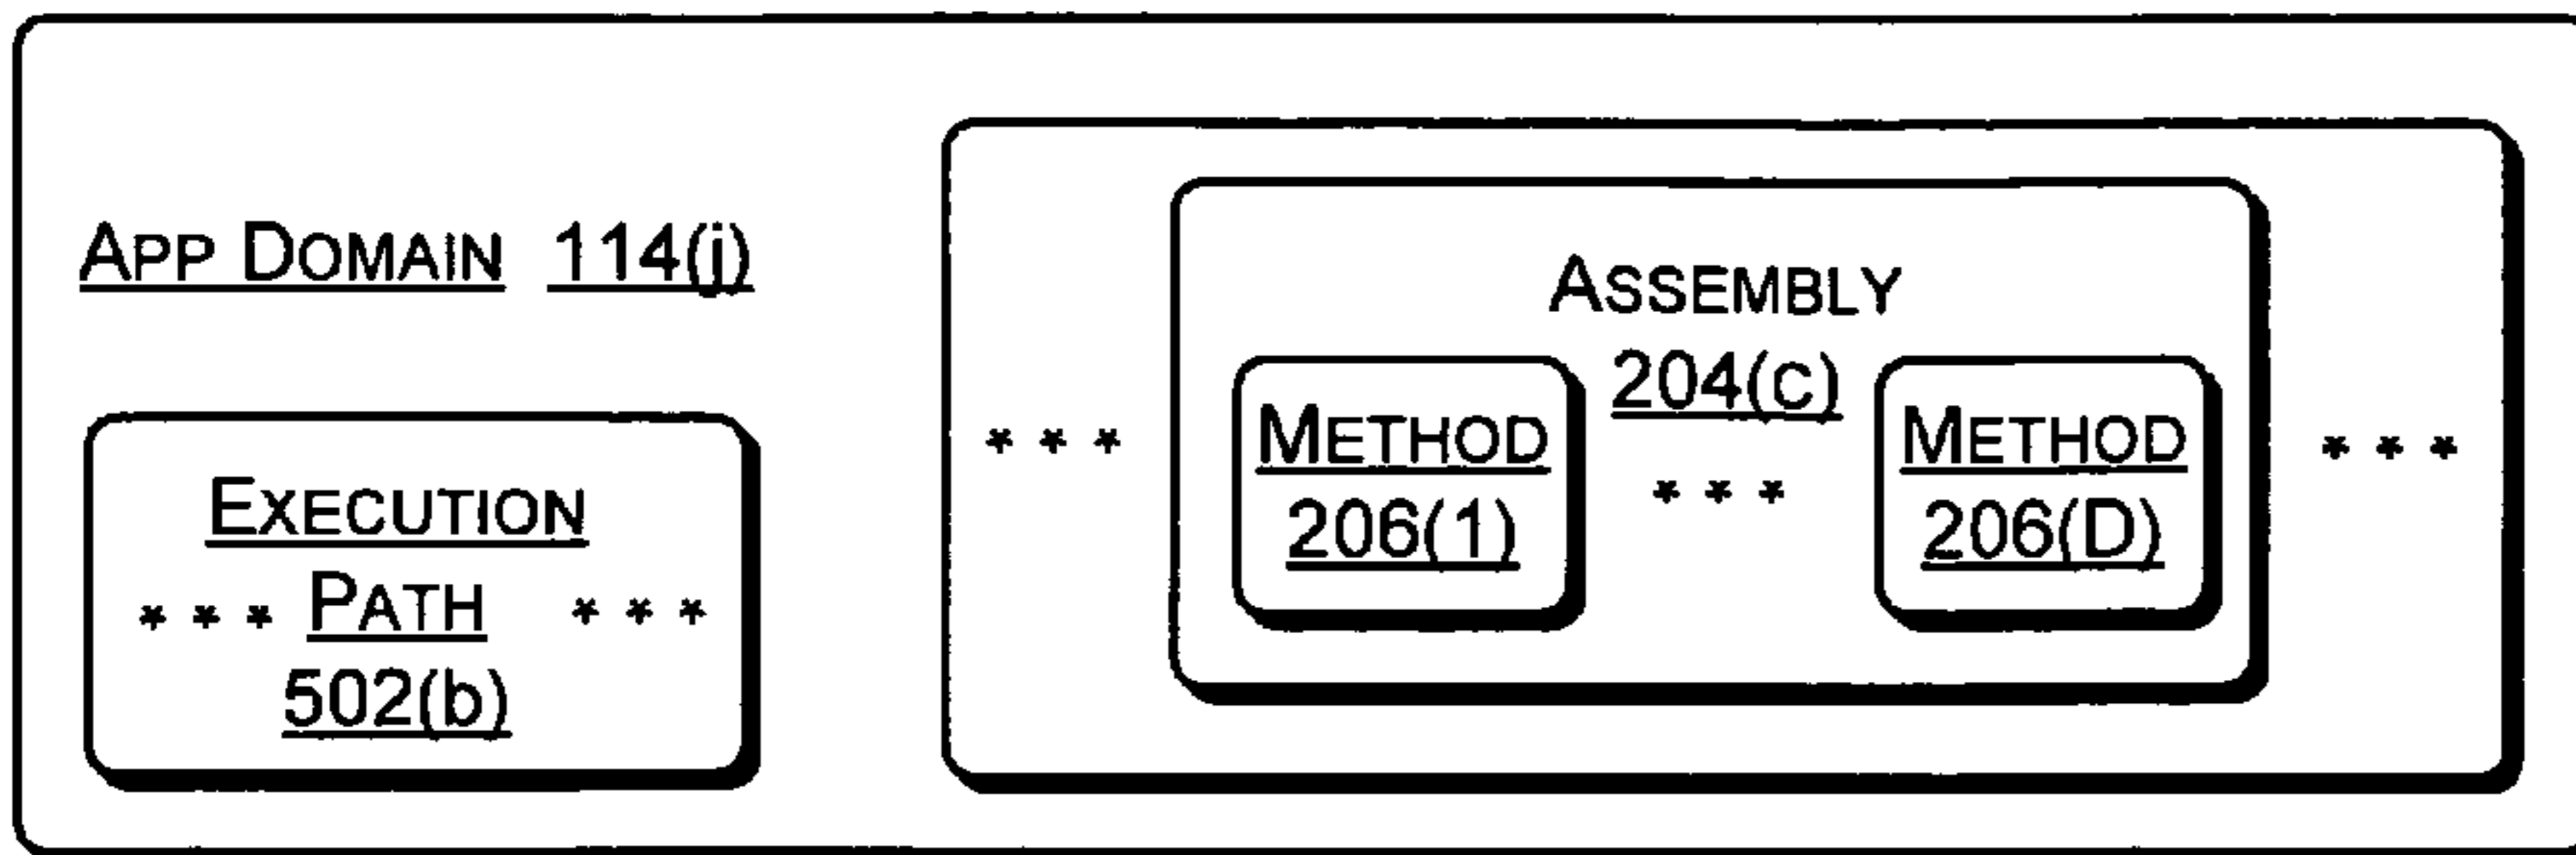 APP DOMAIN 114(j)
EXECUTION
* * * PATH * * *
502(b)
ASSEMBLY
204(c)
* * *
METHOD
206(1)
* * *
METHOD
206(D)
* * *